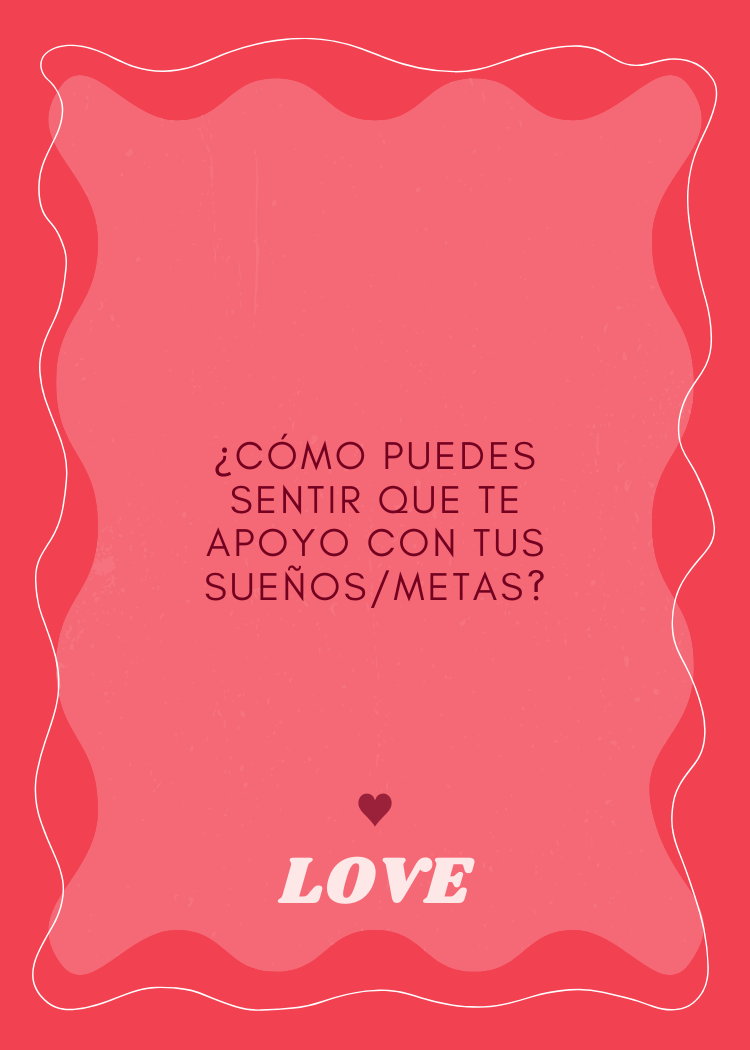 ¿CÓMO PUEDES
SENTIR QUE TE
APOYO CON TUS
SUEÑOS/METAS?
LOVE